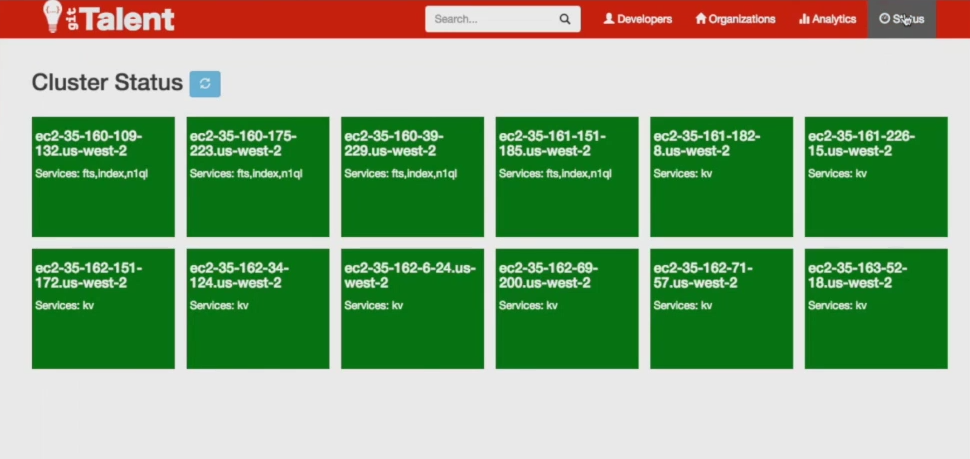 gitTalent
Search...
Developers
Organizations
Analytics
Status
Cluster Status
ec2-35-160-109-
132.us-west-2
Services: fts,index,n1ql
ec2-35-160-175-
223.us-west-2
Services: fts,index,n1ql
ec2-35-160-39-
229.us-west-2
Services: fts,index,n1ql
ec2-35-161-151-
185.us-west-2
Services: fts,index,n1ql
ec2-35-161-182-
8.us-west-2
Services: kv
ec2-35-161-226-
15.us-west-2
Services: kv
ec2-35-162-151-
172.us-west-2
Services: kv
ec2-35-162-34-
124.us-west-2
Services: kv
ec2-35-162-6-24.us-
west-2
Services: kv
ec2-35-162-69-
200.us-west-2
Services: kv
ec2-35-162-71-
57.us-west-2
Services: kv
ec2-35-163-52-
18.us-west-2
Services: kv